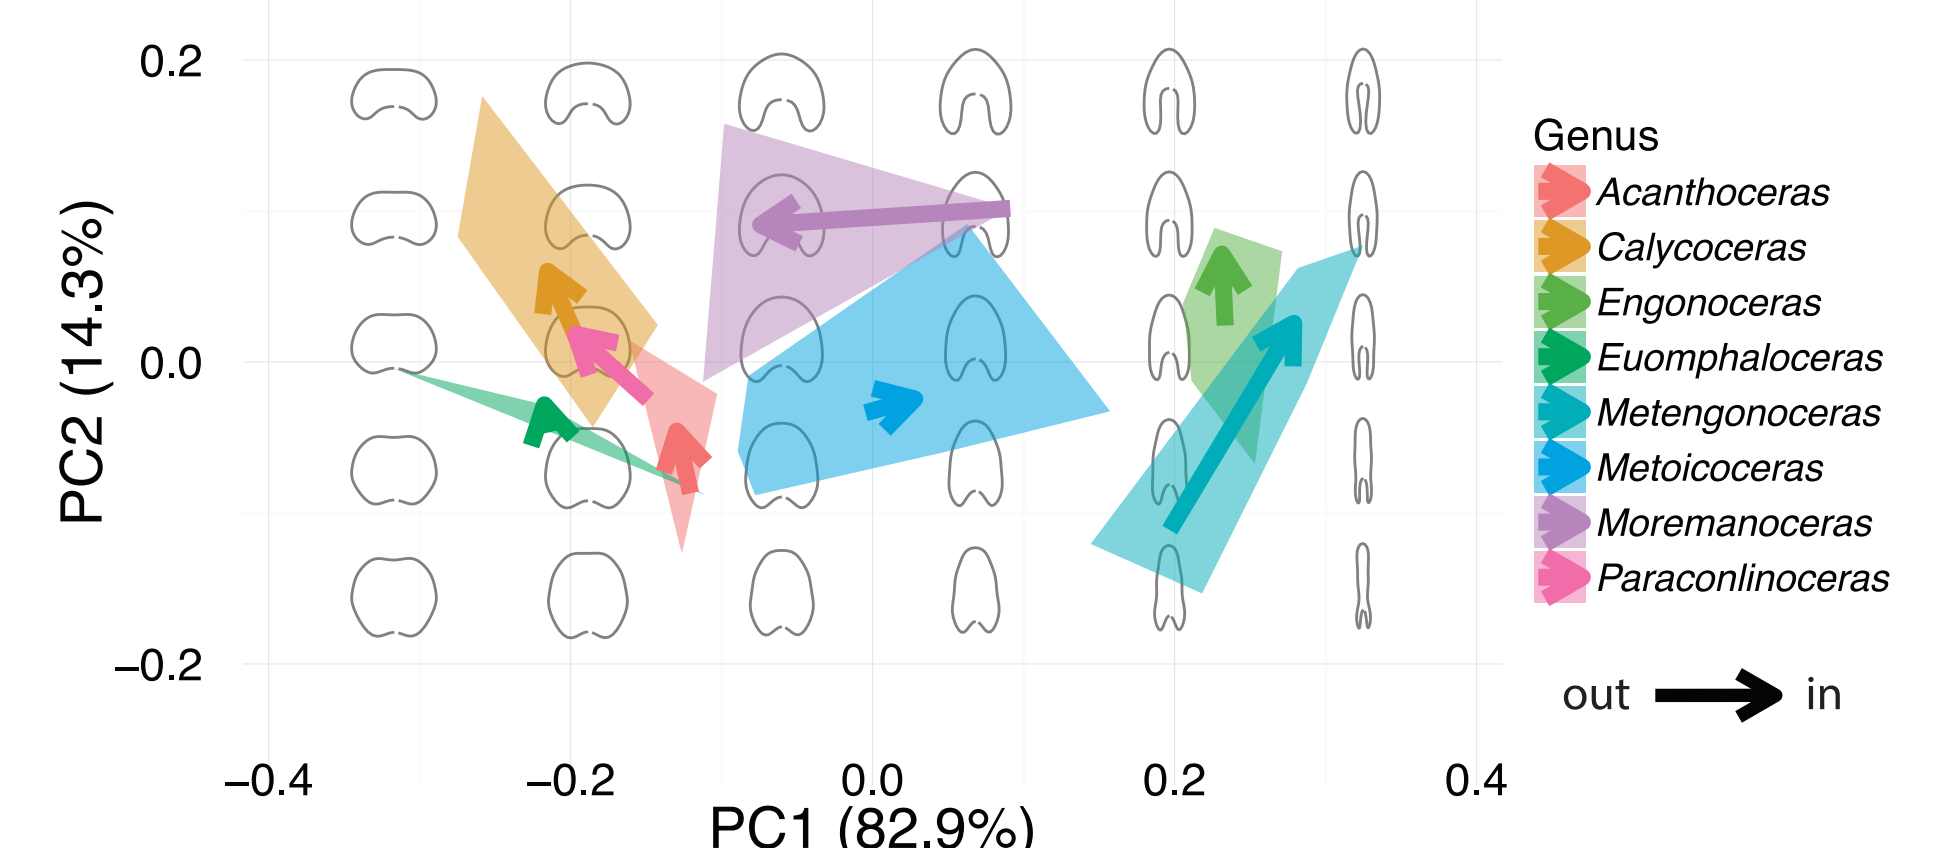 0.2
0.0
−0.2
PC2 (14.3%)
−0.4
−0.2
0.0
0.2
0.4
PC1 (82.9%)
Genus
Acanthoceras
Calycoceras
Engonoceras
Euomphaloceras
Metengonoceras
Metoicoceras
Moremanoceras
Paraconlinoceras
out in